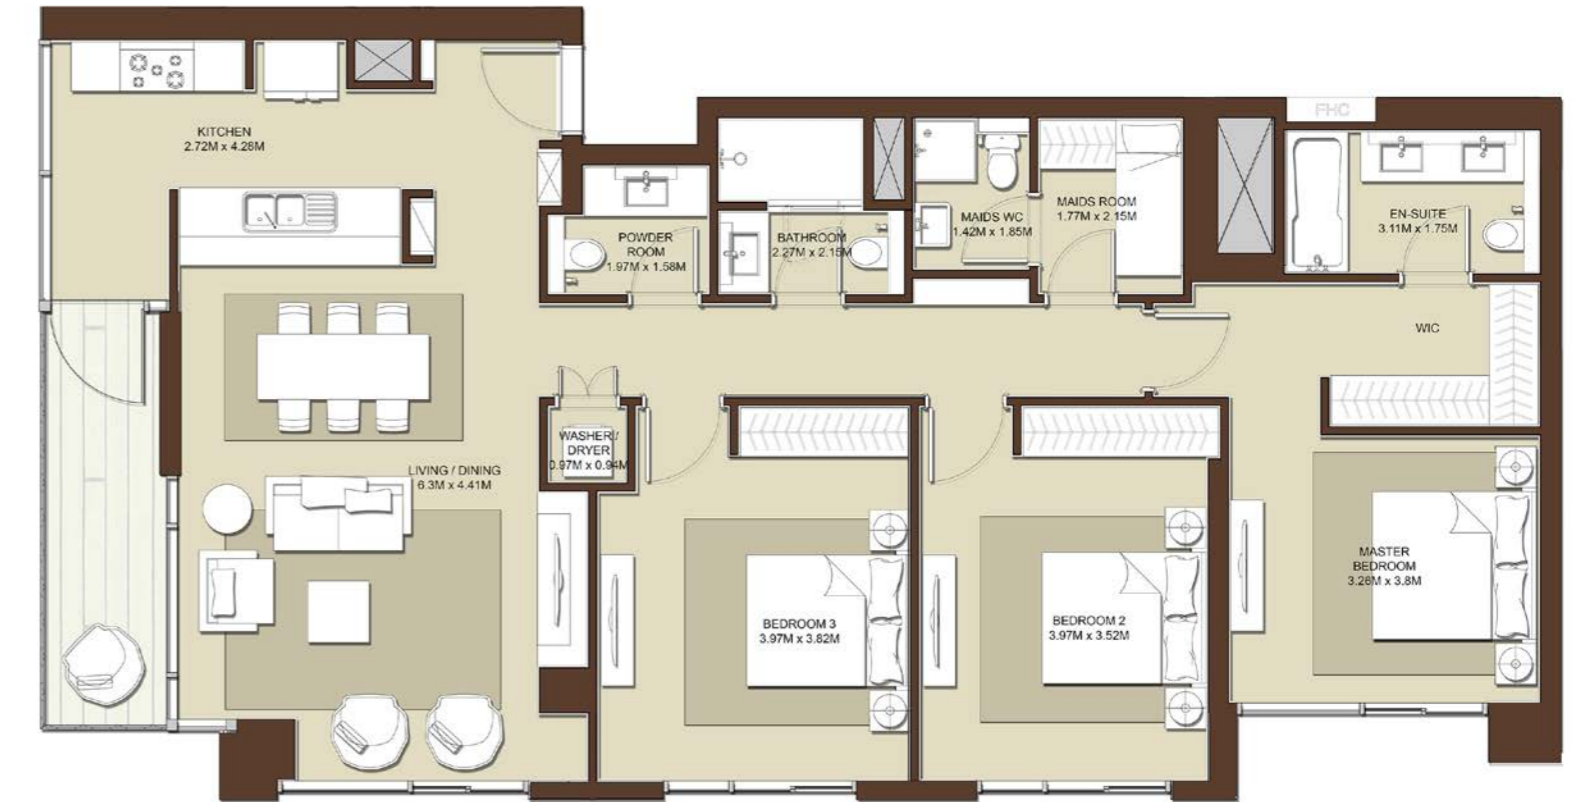 FHC
KITCHEN
2.72M x 4.28M
POWDER
ROOM
1.97M x 1.58M
BATHROOM
2.27M x 2.15M
MAIDS WC
1.42M x 1.85M
MAIDS ROOM
1.77M x 2.15M
EN-SUITE
3.11M x 1.75M
WIC
WASHER/
DRYER
0.97M x 0.94M
LIVING / DINING
6.3M x 4.41M
BEDROOM 3
3.97M x 3.82M
BEDROOM 2
3.97M x 3.52M
MASTER
BEDROOM
3.26M x 3.8M